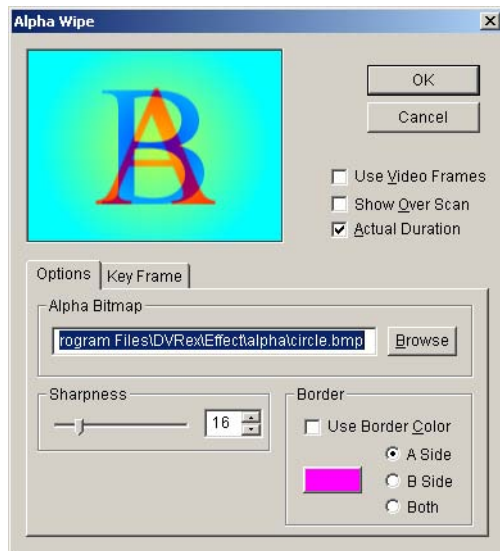 Alpha Wipe
B
A
OK
Cancel
Use Video Frames
Show Over Scan
Actual Duration
Options
Key Frame
Alpha Bitmap
rogram Files\DVRex\Effect\alpha\circle.bmp
Browse
Sharpness
16
Border
Use Border Color
A Side
B Side
Both